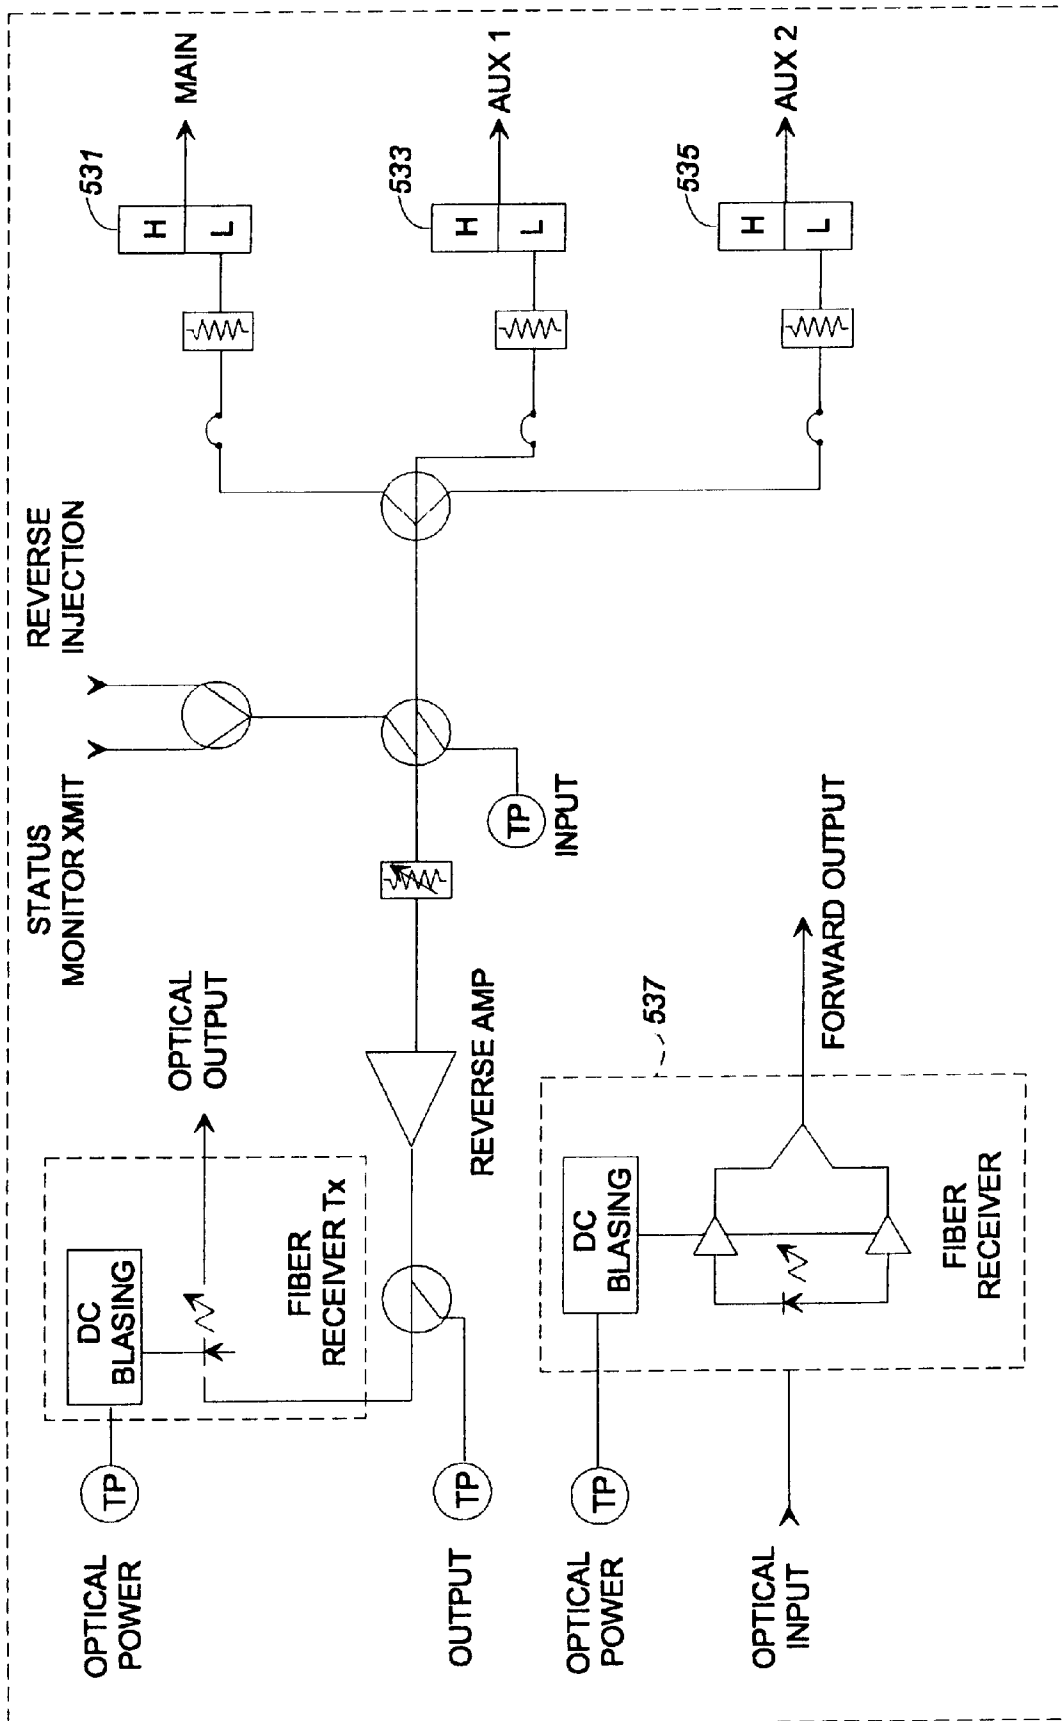 OPTICAL
POWER
TP
DC
BLASING
FIBER
RECEIVER Tx
OPTICAL
OUTPUT
STATUS
MONITOR XMIT
REVERSE
INJECTION
531
H
L
MAIN
OUTPUT
TP
REVERSE AMP
TP
INPUT
533
H
L
AUX 1
OPTICAL
POWER
TP
DC
BLASING
537
OPTICAL
INPUT
FIBER
RECEIVER
FORWARD OUTPUT
535
H
L
AUX 2